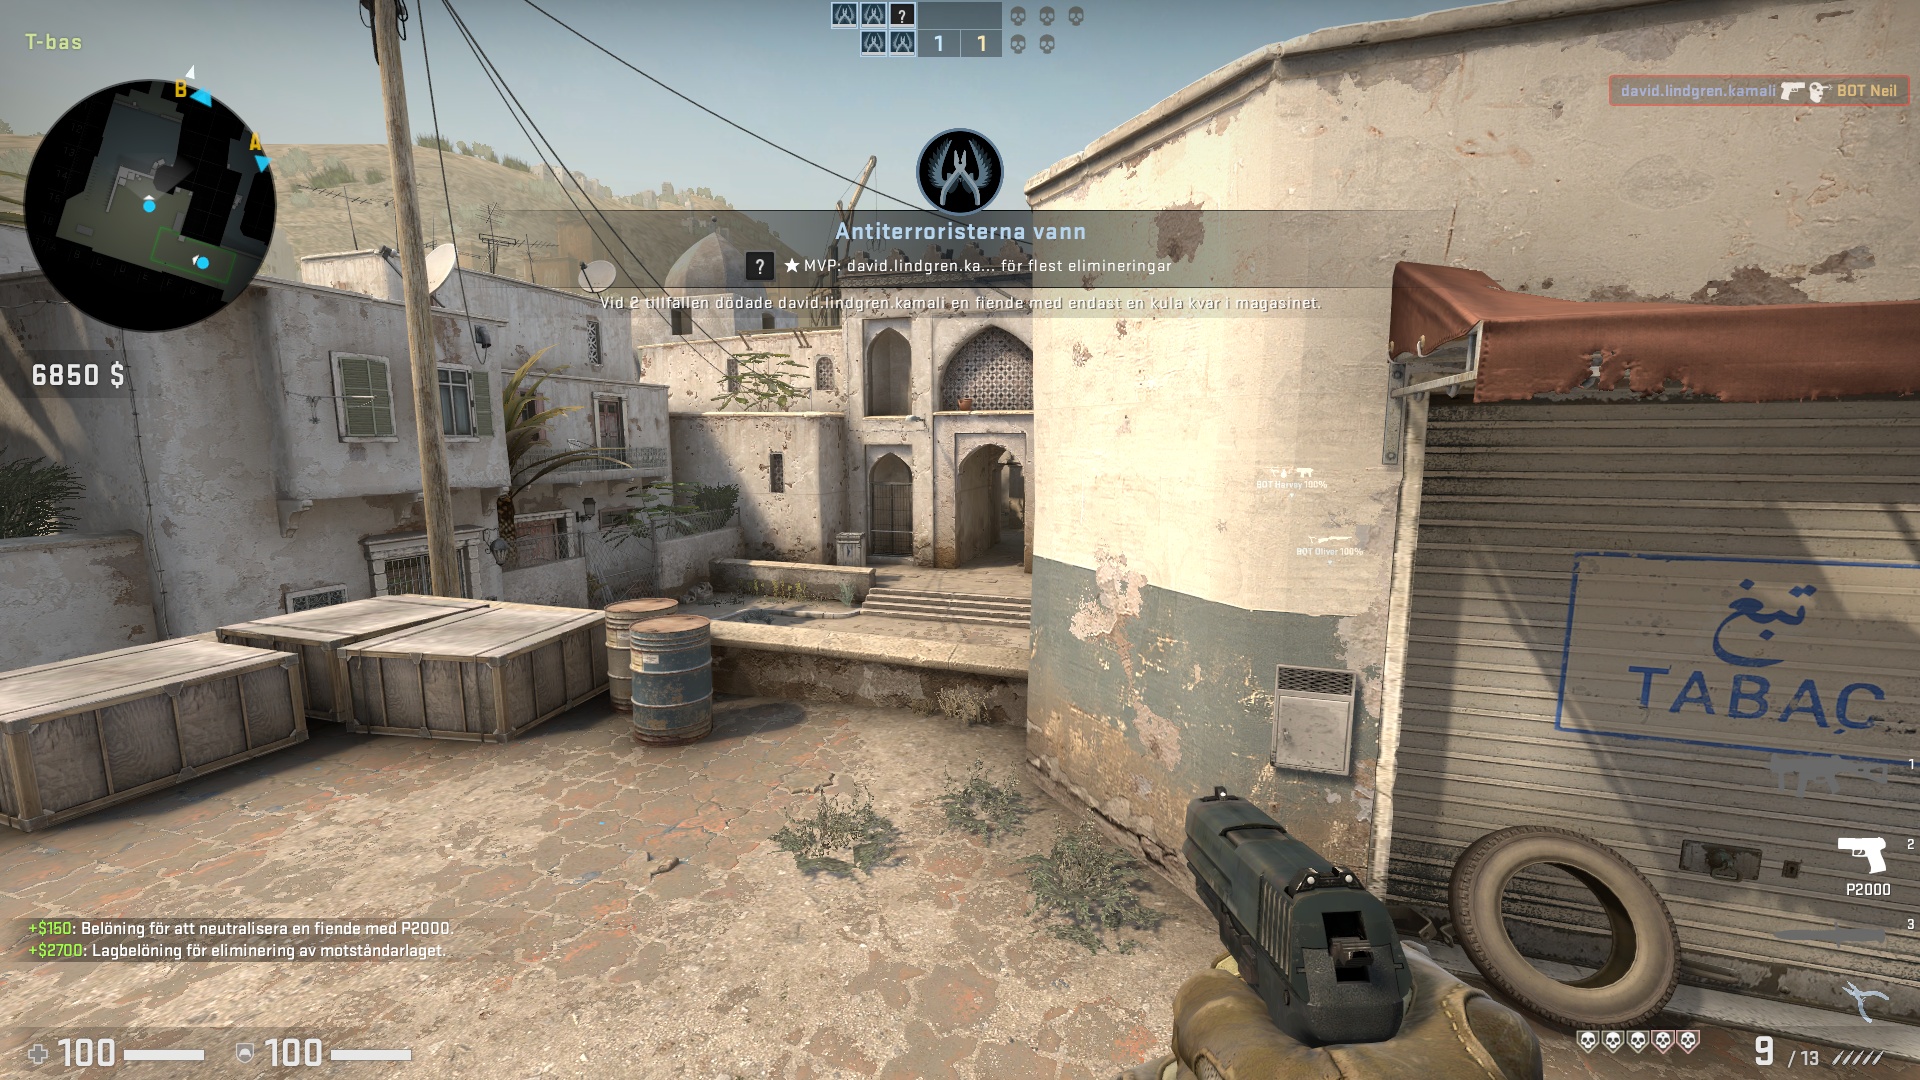 T-bas
?
1 1
B
A
david.lindgren.kamali BOT Neil
Antiterroristerna vann
? ★ MVP: david.lindgren.ka... för flest elimineringar
Vid 2 tillfällen dödade david.lindgren.kamali en fiende med endast en kula kvar i magasinet.
6850 $
BOT Harvey 100%
BOT Oliver 100%
تبغ
TABAC
1
2
P2000
3
+$150: Belöning för att neutralisera en fiende med P2000.
+$2700: Lagbelöning för eliminering av motståndarlaget.
100 100
9 / 13